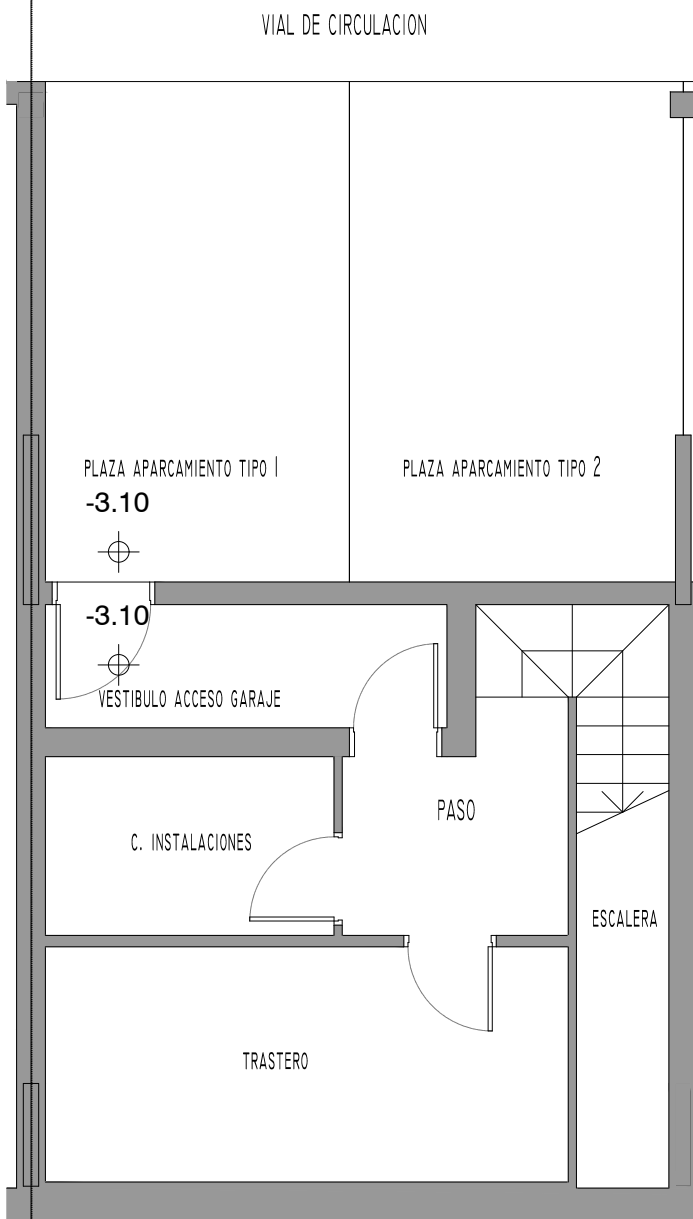 VIAL DE CIRCULACION
PLAZA APARCAMIENTO TIPO 1
PLAZA APARCAMIENTO TIPO 2
-3.10
-3.10
VESTIBULO ACCESO GARAJE
PASO
C. INSTALACIONES
ESCALERA
TRASTERO